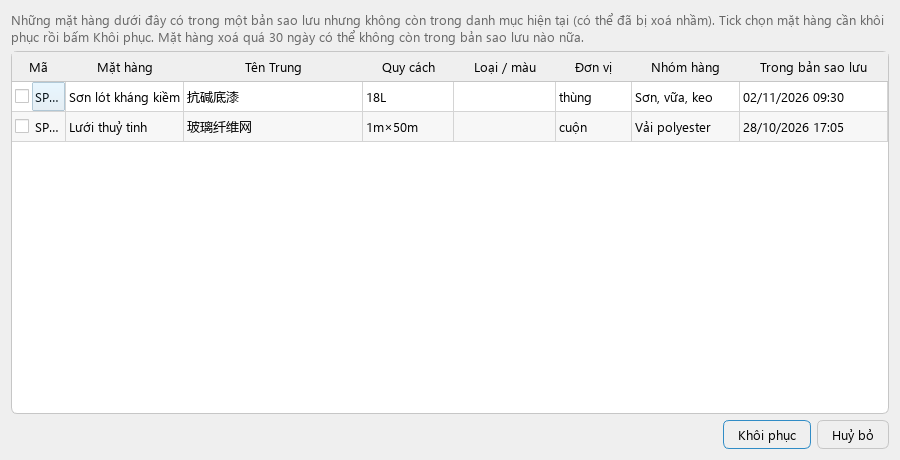 Những mặt hàng dưới đây có trong một bản sao lưu nhưng không còn trong danh mục hiện tại (có thể đã bị xoá nhầm). Tick chọn mặt hàng cần khôi
phục rồi bấm Khôi phục. Mặt hàng xoá quá 30 ngày có thể không còn trong bản sao lưu nào nữa.
Mã Mặt hàng Tên Trung Quy cách Loại / màu Đơn vị Nhóm hàng Trong bản sao lưu
SP... Sơn lót kháng kiềm 抗碱底漆 18L thùng Sơn, vữa, keo 02/11/2026 09:30
SP... Lưới thuỷ tinh 玻璃纤维网 1m×50m cuộn Vải polyester 28/10/2026 17:05
Khôi phục Huỷ bỏ